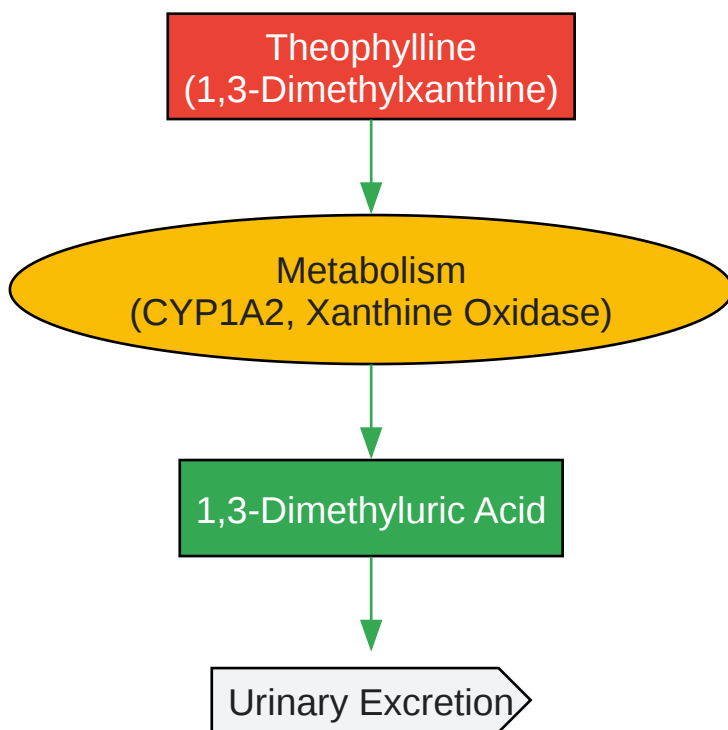 Theophylline
(1,3-Dimethylxanthine)
Metabolism
(CYP1A2, Xanthine Oxidase)
1,3-Dimethyluric Acid
Urinary Excretion